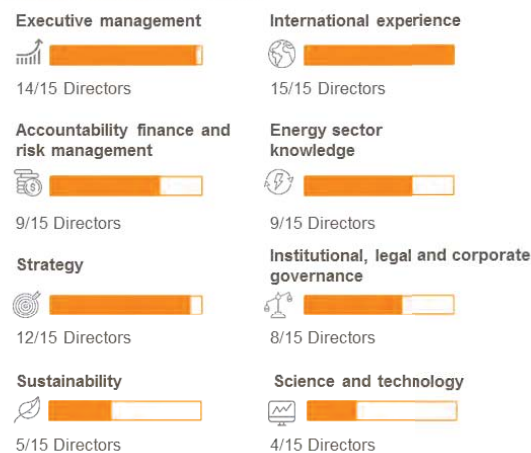 Executive management
14/15 Directors
International experience
15/15 Directors
Accountability finance and
risk management
9/15 Directors
Energy sector
knowledge
9/15 Directors
Strategy
12/15 Directors
Institutional, legal and corporate
governance
8/15 Directors
Sustainability
5/15 Directors
Science and technology
4/15 Directors